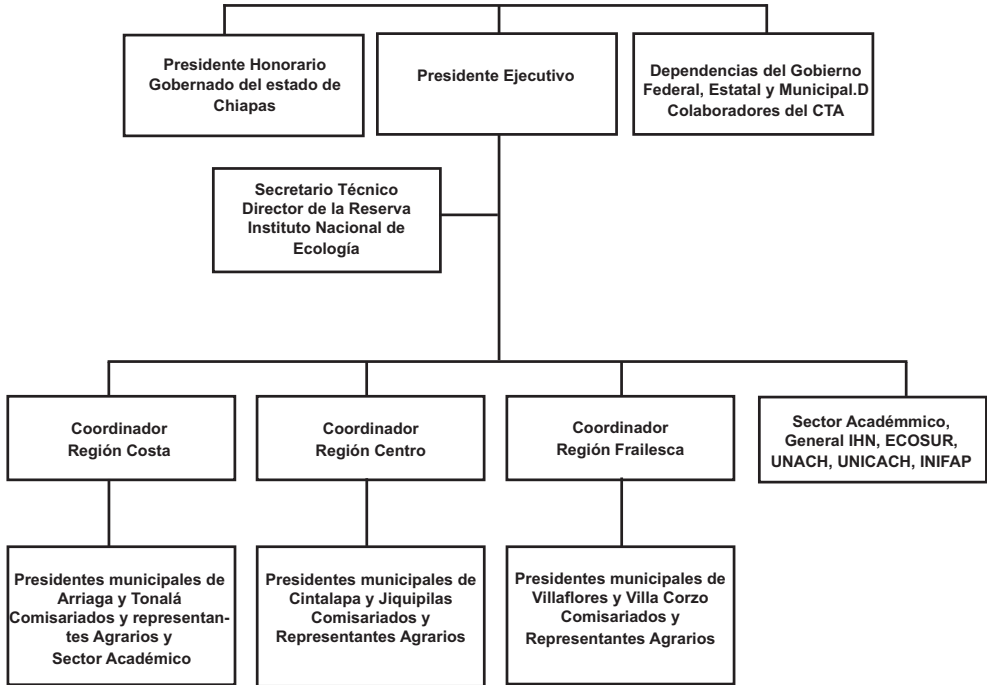 Presidente Honorario
Gobernado del estado de
Chiapas
Presidente Ejecutivo
Dependencias del Gobierno
Federal, Estatal y Municipal.D
Colaboradores del CTA
Secretario Técnico
Director de la Reserva
Instituto Nacional de
Ecología
Coordinador
Región Costa
Coordinador
Región Centro
Coordinador
Región Frailesca
Sector Académmico,
General IHN, ECOSUR,
UNACH, UNICACH, INIFAP
Presidentes municipales de
Arriaga y Tonalá
Comisariados y representan-
tes Agrarios y
Sector Académico
Presidentes municipales de
Cintalapa y Jiquipilas
Comisariados y
Representantes Agrarios
Presidentes municipales de
Villaflores y Villa Corzo
Comisariados y
Representantes Agrarios